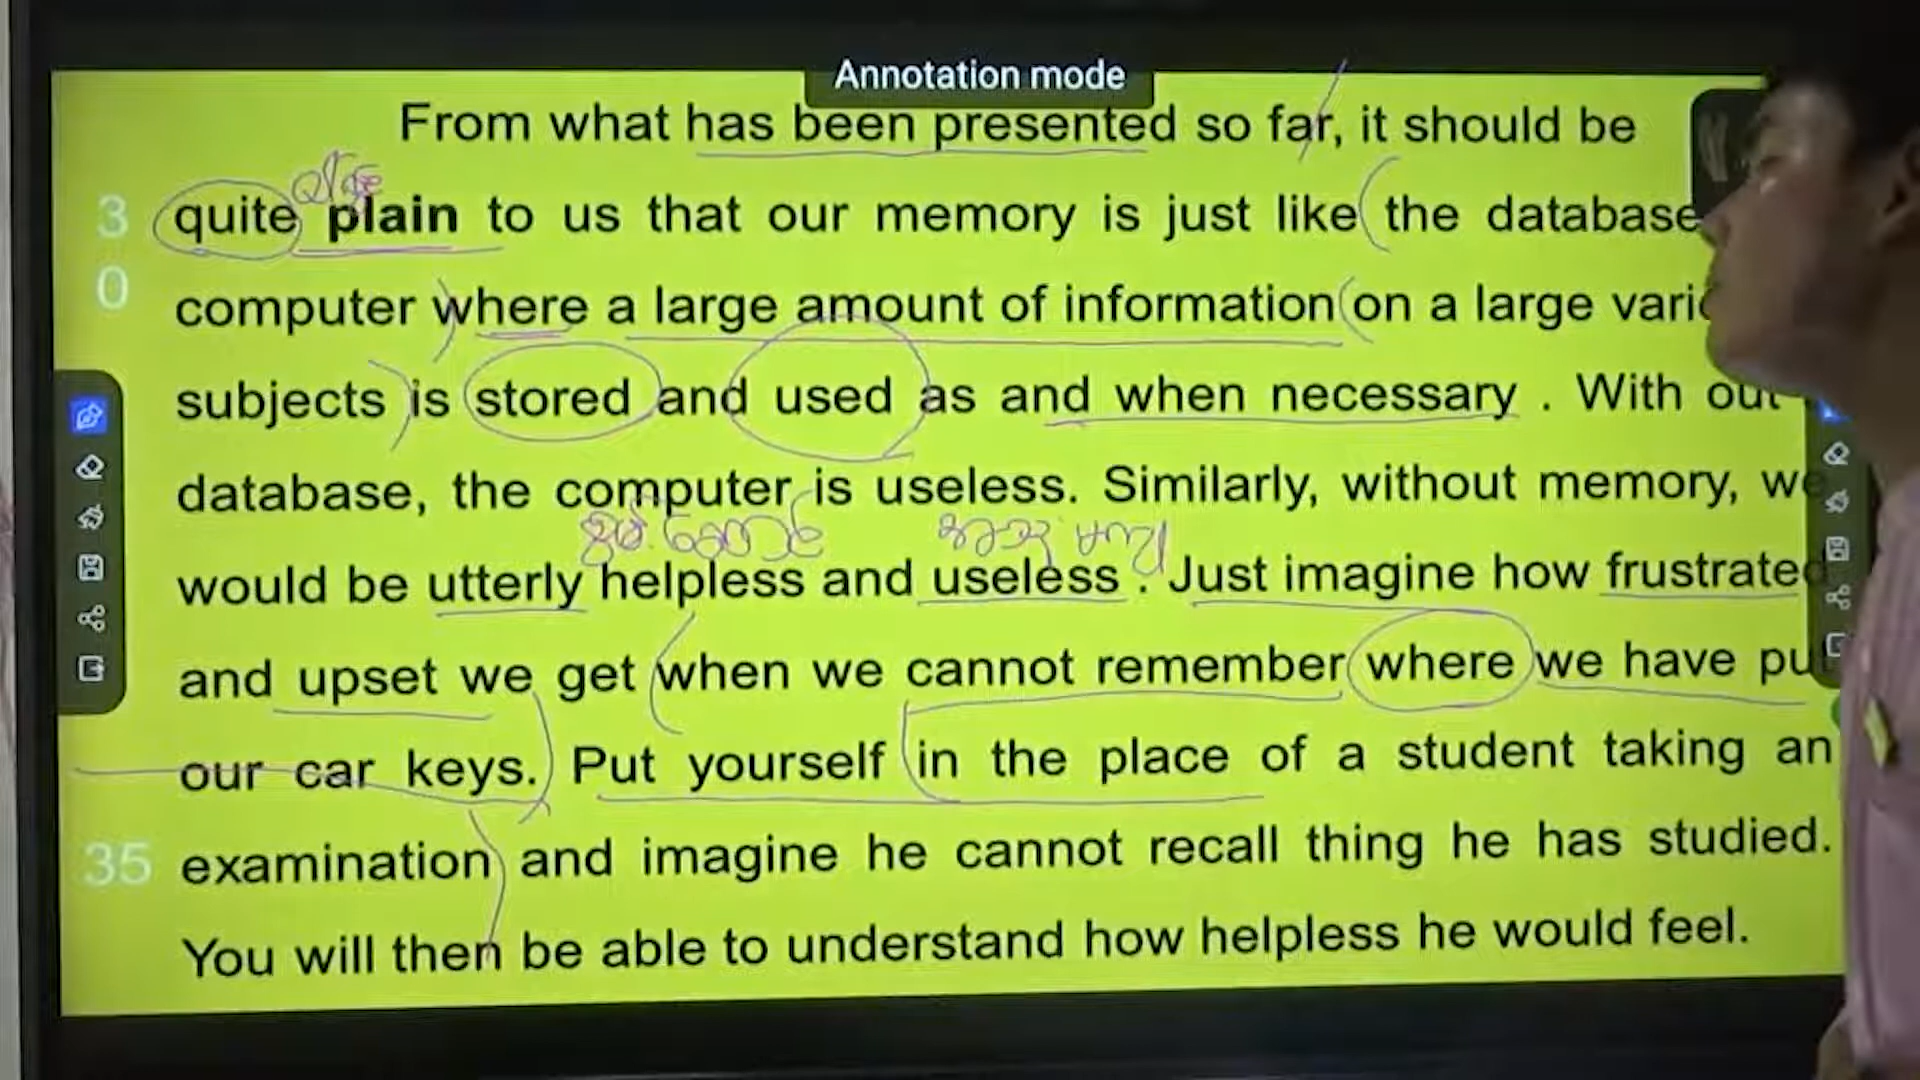 Annotation mode
From what has been presented so far, it should be
30 quite plain to us that our memory is just like the database
computer where a large amount of information on a large
subjects is stored and used as and when necessary . With out
database, the computer is useless. Similarly, without memory, we
would be utterly helpless and useless . Just imagine how frustrated
and upset we get when we cannot remember where we have
our car keys. Put yourself in the place of a student taking an
35 examination and imagine he cannot recall thing he has studied.
You will then be able to understand how helpless he would feel.